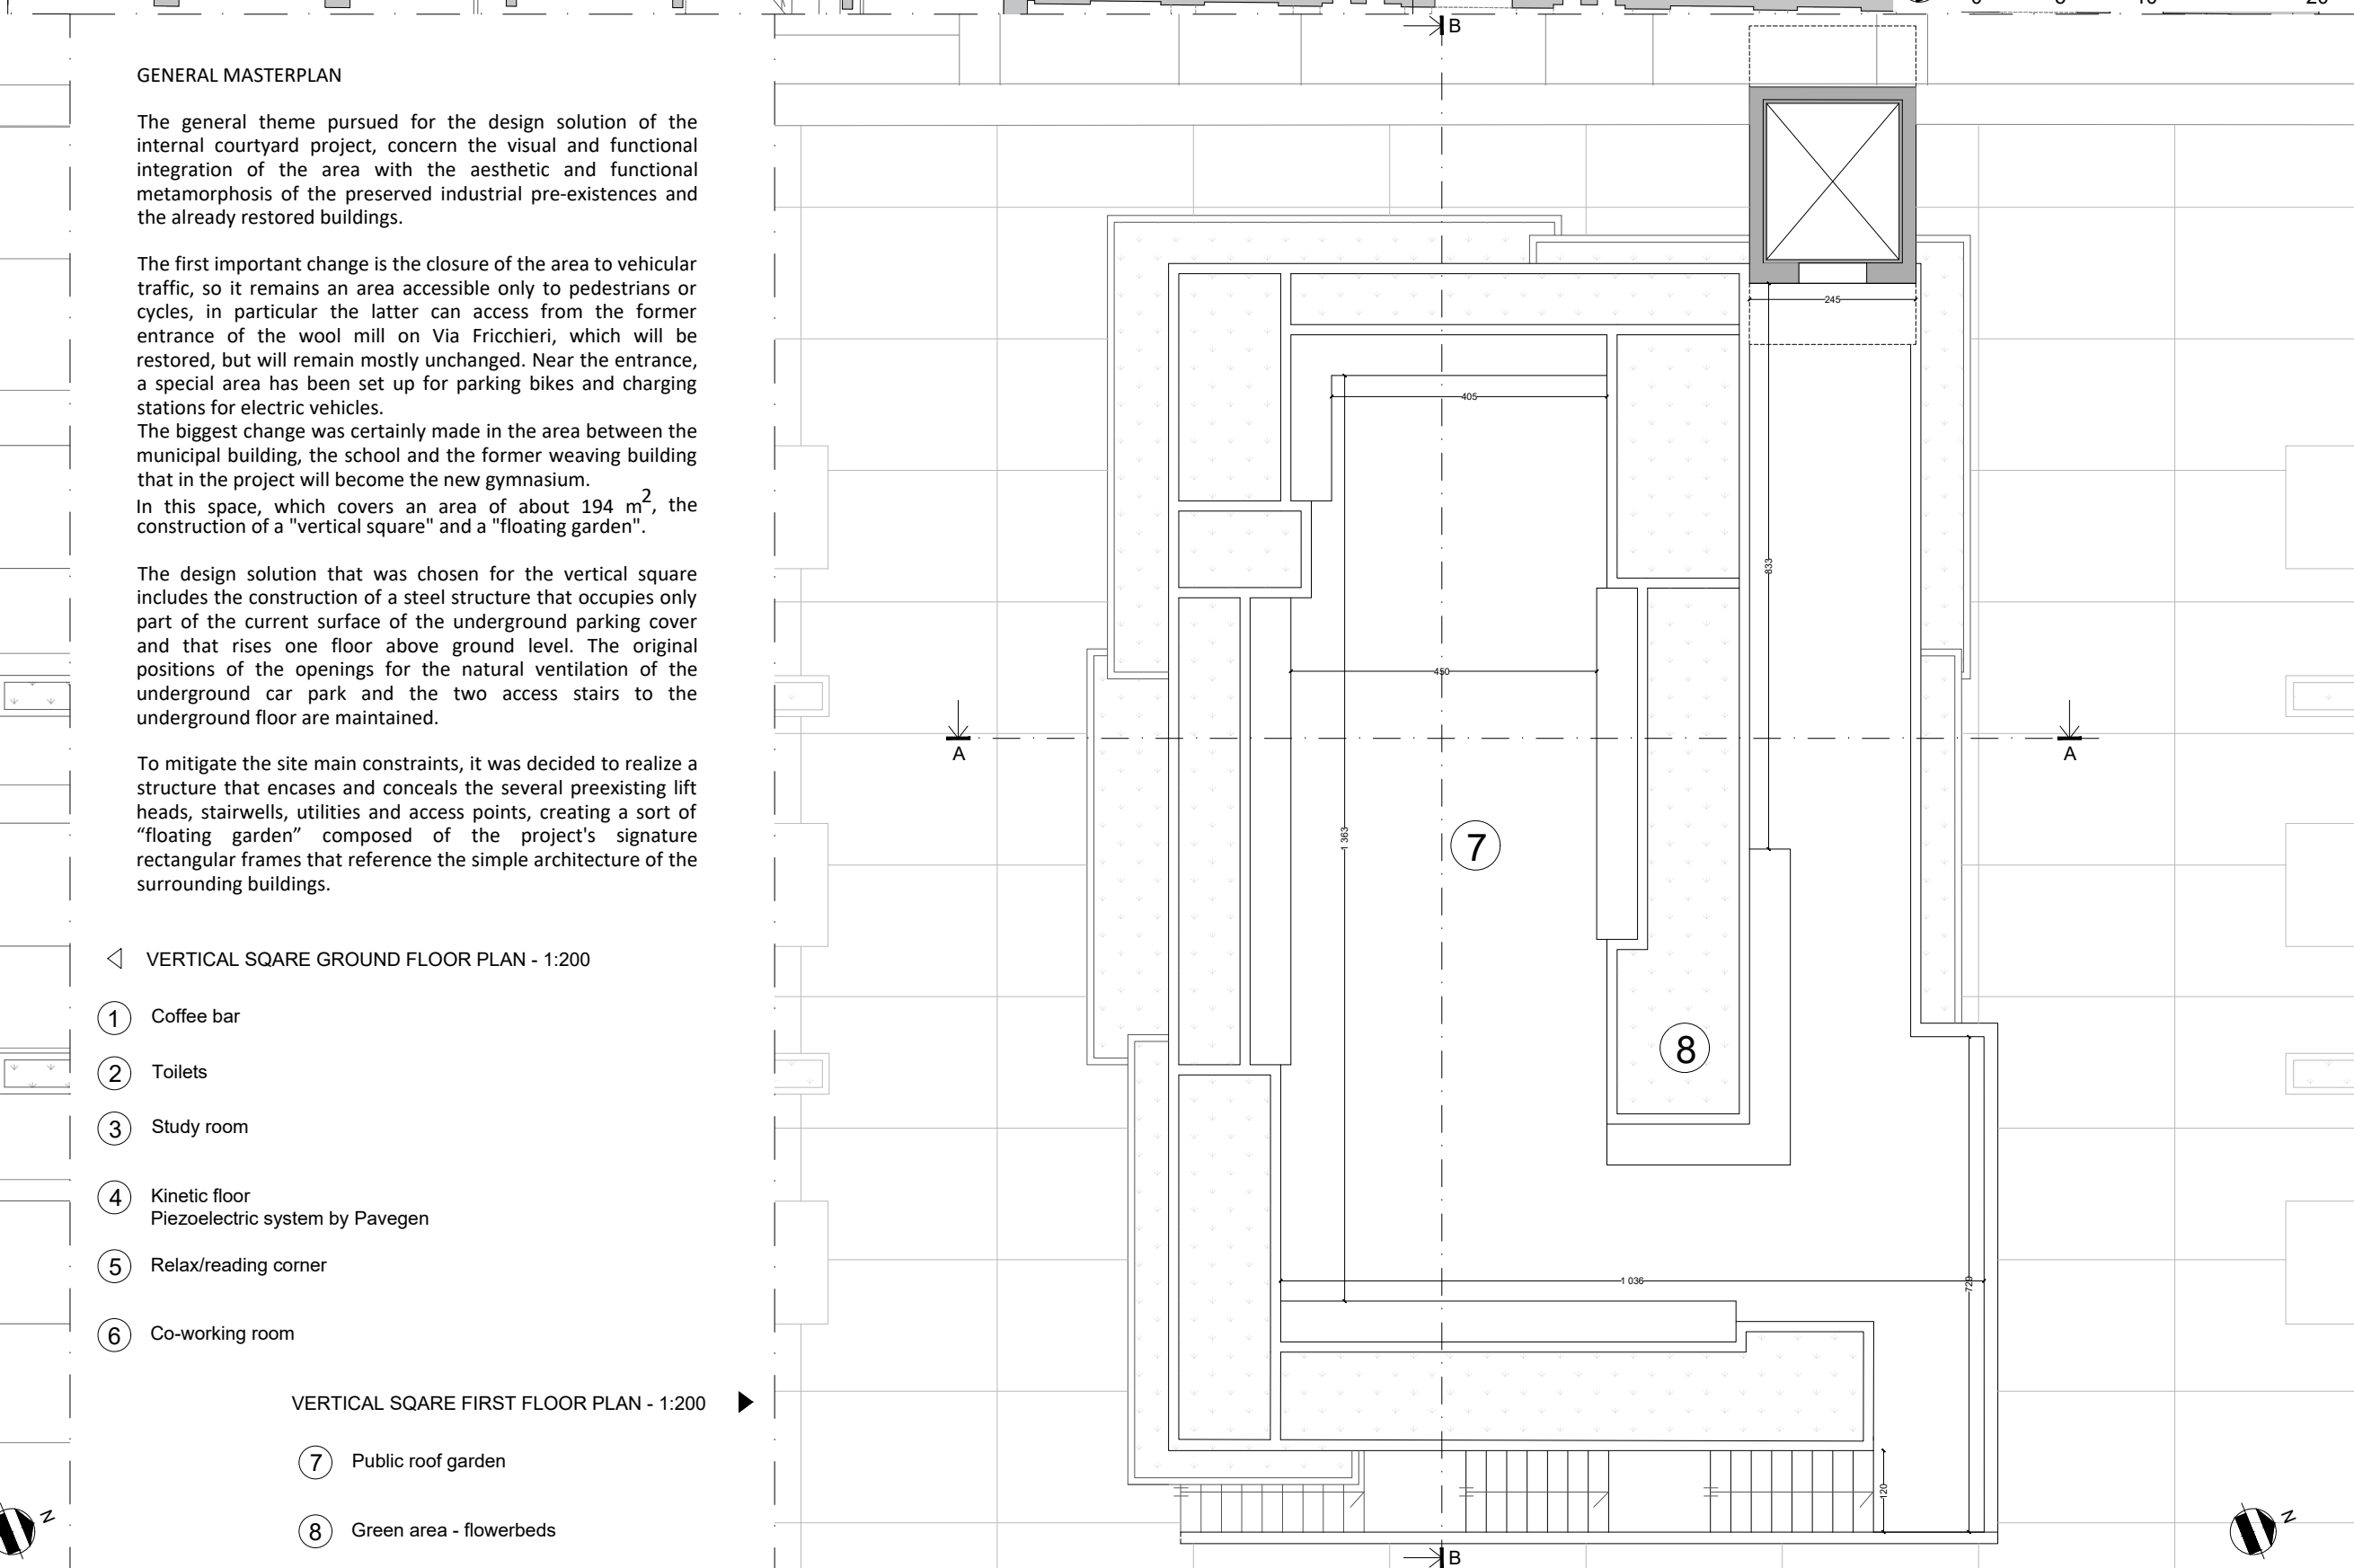 GENERAL MASTERPLAN
The general theme pursued for the design solution of the
internal courtyard project, concern the visual and functional
integration of the area with the aesthetic and functional
metamorphosis of the preserved industrial pre-existences and
the already restored buildings.
The first important change is the closure of the area to vehicular
traffic, so it remains an area accessible only to pedestrians or
cycles, in particular the latter can access from the former
entrance of the wool mill on Via Fricchieri, which will be
restored, but will remain mostly unchanged. Near the entrance,
a special area has been set up for parking bikes and charging
stations for electric vehicles.
The biggest change was certainly made in the area between the
municipal building, the school and the former weaving building
that in the project will become the new gymnasium.
In this space, which covers an area of about 194 m2, the
construction of a "vertical square" and a "floating garden".
The design solution that was chosen for the vertical square
includes the construction of a steel structure that occupies only
part of the current surface of the underground parking cover
and that rises one floor above ground level. The original
positions of the openings for the natural ventilation of the
underground car park and the two access stairs to the
underground floor are maintained.
To mitigate the site main constraints, it was decided to realize a
structure that encases and conceals the several preexisting lift
heads, stairwells, utilities and access points, creating a sort of
“floating garden” composed of the project's signature
rectangular frames that reference the simple architecture of the
surrounding buildings.
VERTICAL SQARE GROUND FLOOR PLAN - 1:200
1 Coffee bar
2 Toilets
3 Study room
4 Kinetic floor
Piezoelectric system by Pavegen
5 Relax/reading corner
6 Co-working room
VERTICAL SQARE FIRST FLOOR PLAN - 1:200
7 Public roof garden
8 Green area - flowerbeds
N
B
245
405
833
450
A
A
1 363
7
8
1 036
729
120
B
N